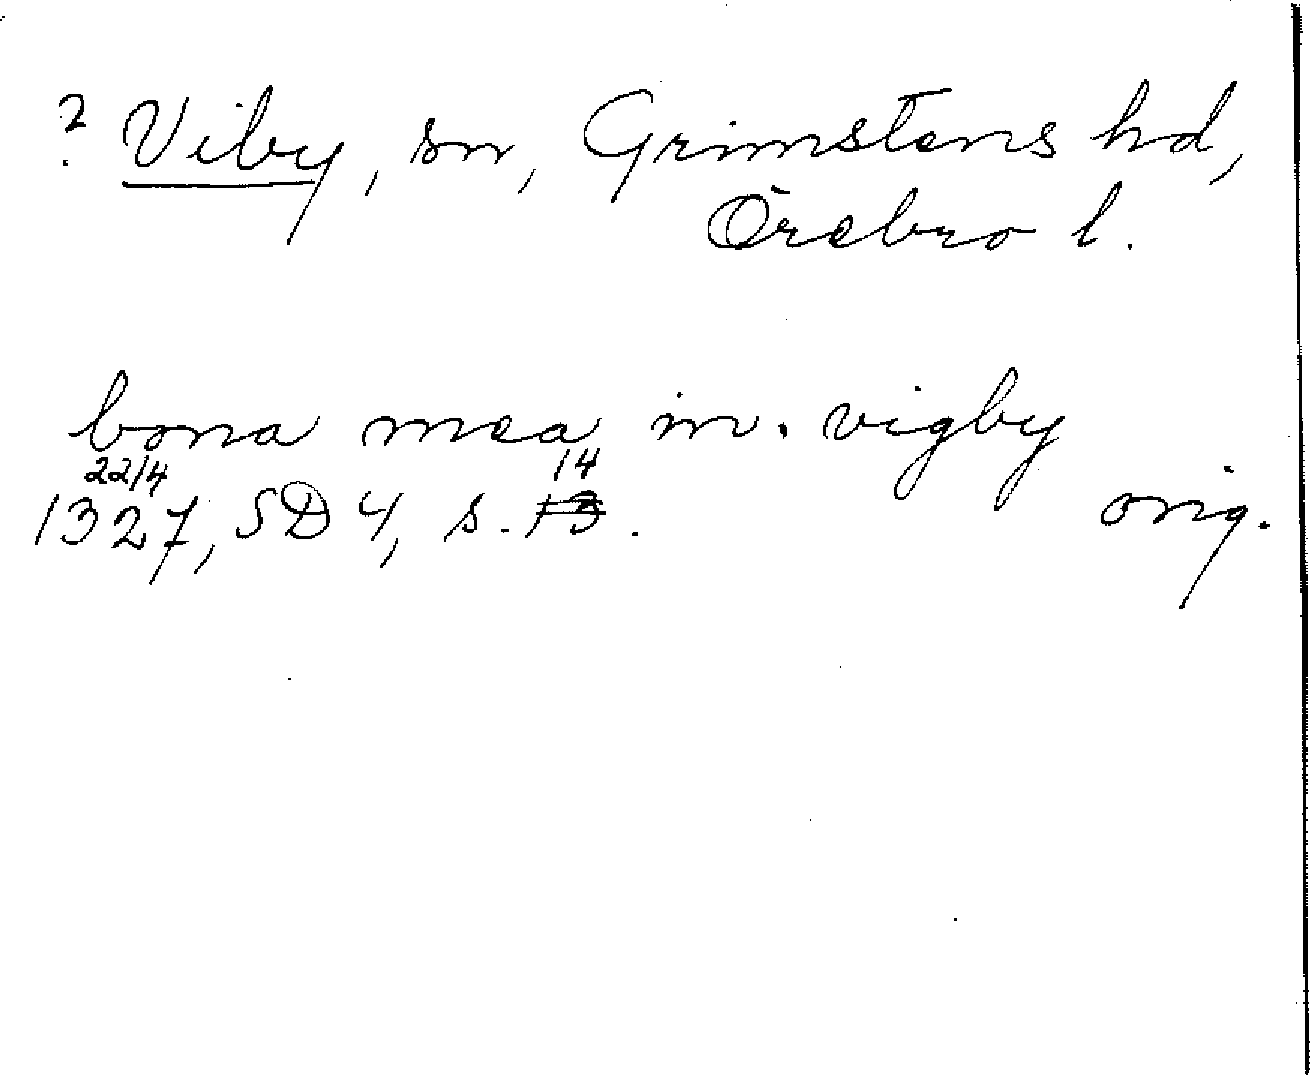 ? Viby, sn, Grimstens hd,
Örebro l.
bona mea in. vigby
22/4 14
1327, SD 4, s. 13. orig.